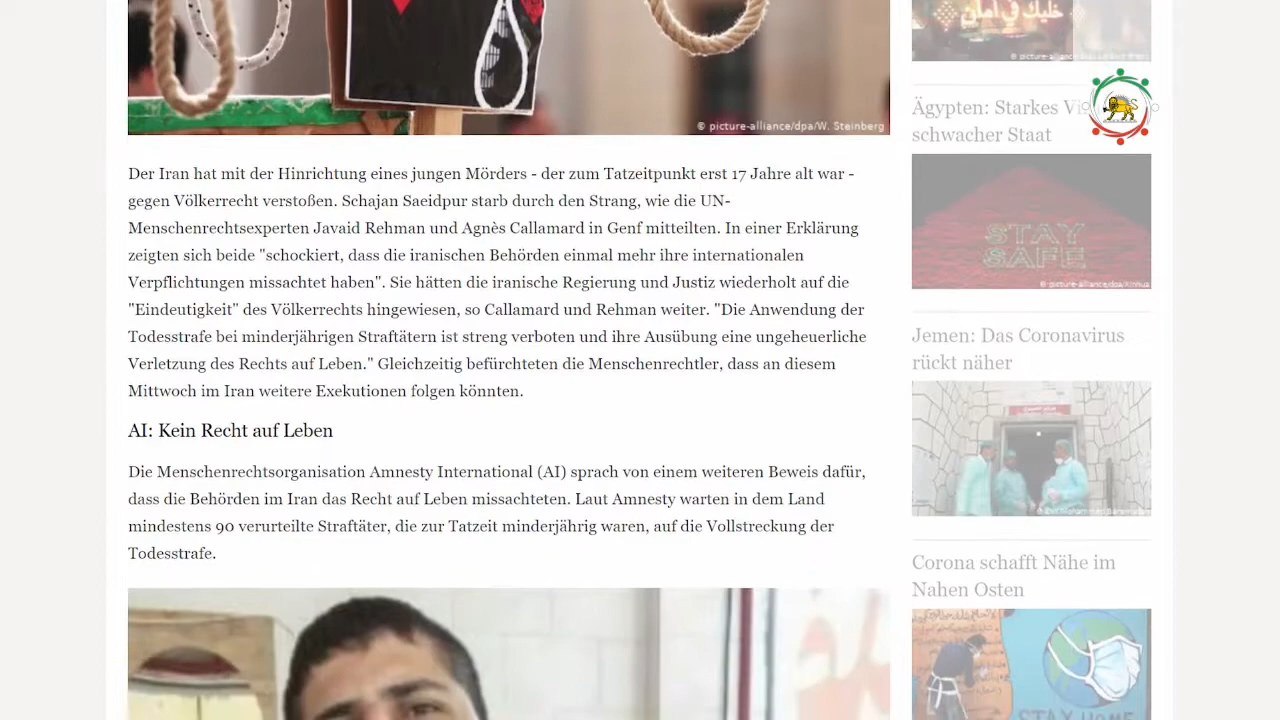 © picture-alliance/dpa/W. Steinberg
Der Iran hat mit der Hinrichtung eines jungen Mörders - der zum Tatzeitpunkt erst 17 Jahre alt war -
gegen Völkerrecht verstoßen. Schajan Saeidpur starb durch den Strang, wie die UN-
Menschenrechtsexperten Javaid Rehman und Agnès Callamard in Genf mitteilten. In einer Erklärung
zeigten sich beide "schockiert, dass die iranischen Behörden einmal mehr ihre internationalen
Verpflichtungen missachtet haben". Sie hätten die iranische Regierung und Justiz wiederholt auf die
"Eindeutigkeit" des Völkerrechts hingewiesen, so Callamard und Rehman weiter. "Die Anwendung der
Todesstrafe bei minderjährigen Straftätern ist streng verboten und ihre Ausübung eine ungeheuerliche
Verletzung des Rechts auf Leben." Gleichzeitig befürchteten die Menschenrechtler, dass an diesem
Mittwoch im Iran weitere Exekutionen folgen könnten.
AI: Kein Recht auf Leben
Die Menschenrechtsorganisation Amnesty International (AI) sprach von einem weiteren Beweis dafür,
dass die Behörden im Iran das Recht auf Leben missachteten. Laut Amnesty warten in dem Land
mindestens 90 verurteilte Straftäter, die zur Tatzeit minderjährig waren, auf die Vollstreckung der
Todesstrafe.
خليك في أمان
Ägypten: Starkes
schwacher Staat
STAY
SAFE
© picture-alliance/dpa/Xinhua
Jemen: Das Coronavirus
rückt näher
Corona schafft Nähe im
Nahen Osten
STAY HOME